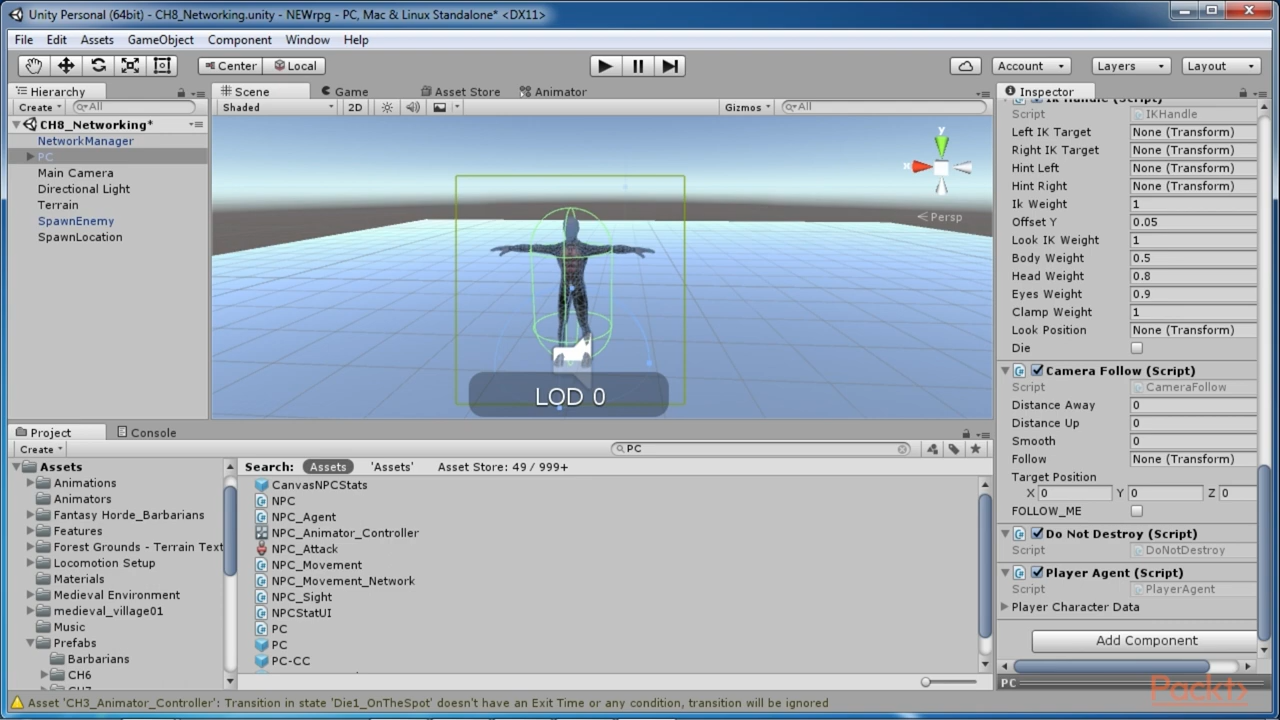 Unity Personal (64bit) - CH8_Networking.unity - NEWrpg - PC, Mac & Linux Standalone* <DX11>
File Edit Assets GameObject Component Window Help
Center Local Account Layers Layout
Hierarchy
Create All
CH8_Networking*
NetworkManager
PC
Main Camera
Directional Light
Terrain
SpawnEnemy
SpawnLocation
Scene Game Asset Store Animator
Shaded 2D Gizmos All
y
x
Persp
LOD 0
Inspector
Ik Handle (Script)
Script IKHandle
Left IK Target None (Transform)
Right IK Target None (Transform)
Hint Left None (Transform)
Hint Right None (Transform)
Ik Weight 1
Offset Y 0.05
Look IK Weight 1
Body Weight 0.5
Head Weight 0.8
Eyes Weight 0.9
Clamp Weight 1
Look Position None (Transform)
Die
Camera Follow (Script)
Script CameraFollow
Distance Away 0
Distance Up 0
Smooth 0
Follow None (Transform)
Target Position
X 0 Y 0 Z 0
FOLLOW_ME
Do Not Destroy (Script)
Script DoNotDestroy
Player Agent (Script)
Script PlayerAgent
Player Character Data
Add Component
PC
Project Console
Create PC
Assets
Animations
Animators
Fantasy Horde_Barbarians
Features
Forest Grounds - Terrain Text
Locomotion Setup
Materials
Medieval Environment
medieval_village01
Music
Prefabs
Barbarians
CH6
Search: Assets 'Assets' Asset Store: 49 / 999+
CanvasNPCStats
NPC
NPC_Agent
NPC_Animator_Controller
NPC_Attack
NPC_Movement
NPC_Movement_Network
NPC_Sight
NPCStatUI
PC
PC
PC-CC
Asset 'CH3_Animator_Controller': Transition in state 'Die1_OnTheSpot' doesn't have an Exit Time or any condition, transition will be ignored
Packt